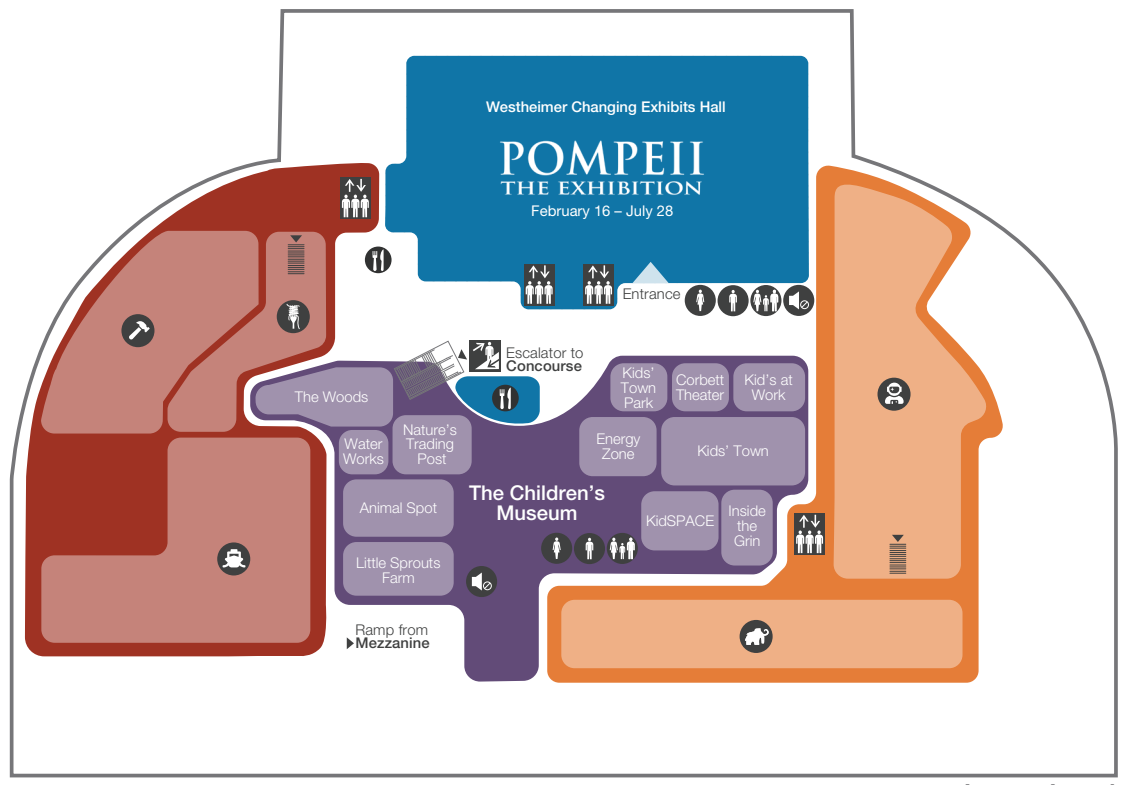 Westheimer Changing Exhibits Hall
POMPEII
THE EXHIBITION
February 16 – July 28
Entrance
Escalator to
Concourse
The Woods
Water
Works
Nature's
Trading
Post
Animal Spot
Little Sprouts
Farm
The Children's
Museum
Kids'
Town
Park
Corbett
Theater
Kid's at
Work
Energy
Zone
Kids' Town
KidSPACE
Inside
the
Grin
Ramp from
Mezzanine